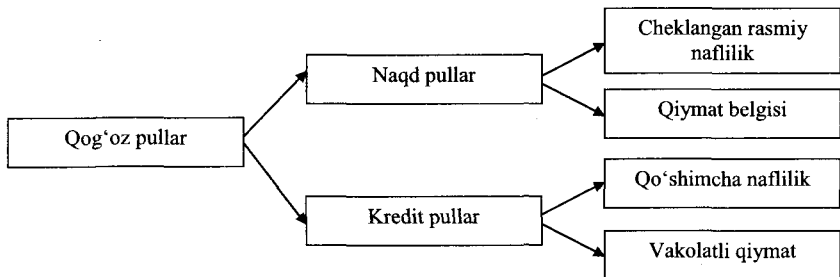 Cheklangan rasmiy
naflilik
Naqd pullar
Qiymat belgisi
Qog‘oz pullar
Qo‘shimcha naflilik
Kredit pullar
Vakolatli qiymat